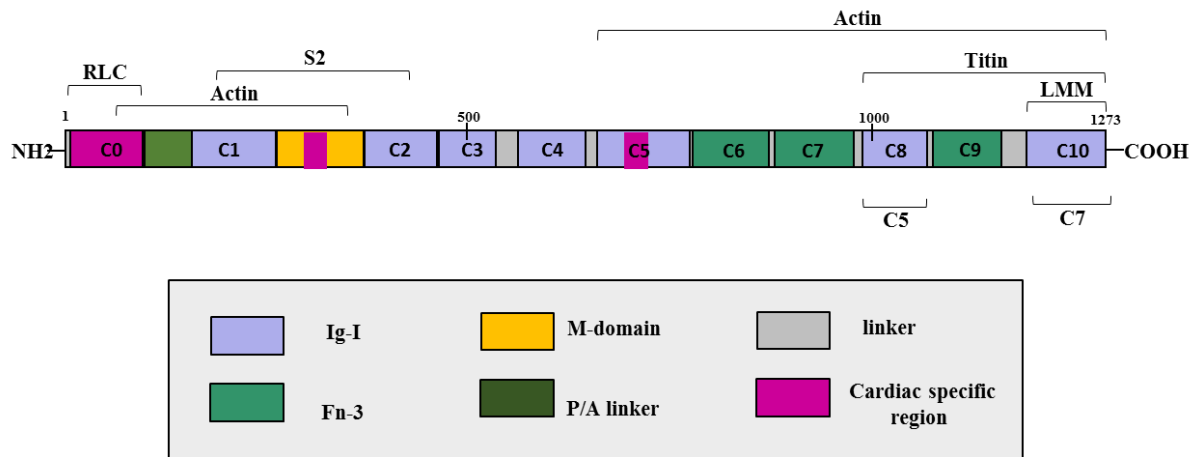 Actin
S2
Titin
RLC
Actin
LMM
1
500
1000
1273
NH2
C0
C1
C2
C3
C4
C5
C6
C7
C8
C9
C10
COOH
C5
C7
Ig-I
M-domain
linker
Fn-3
P/A linker
Cardiac specific
region